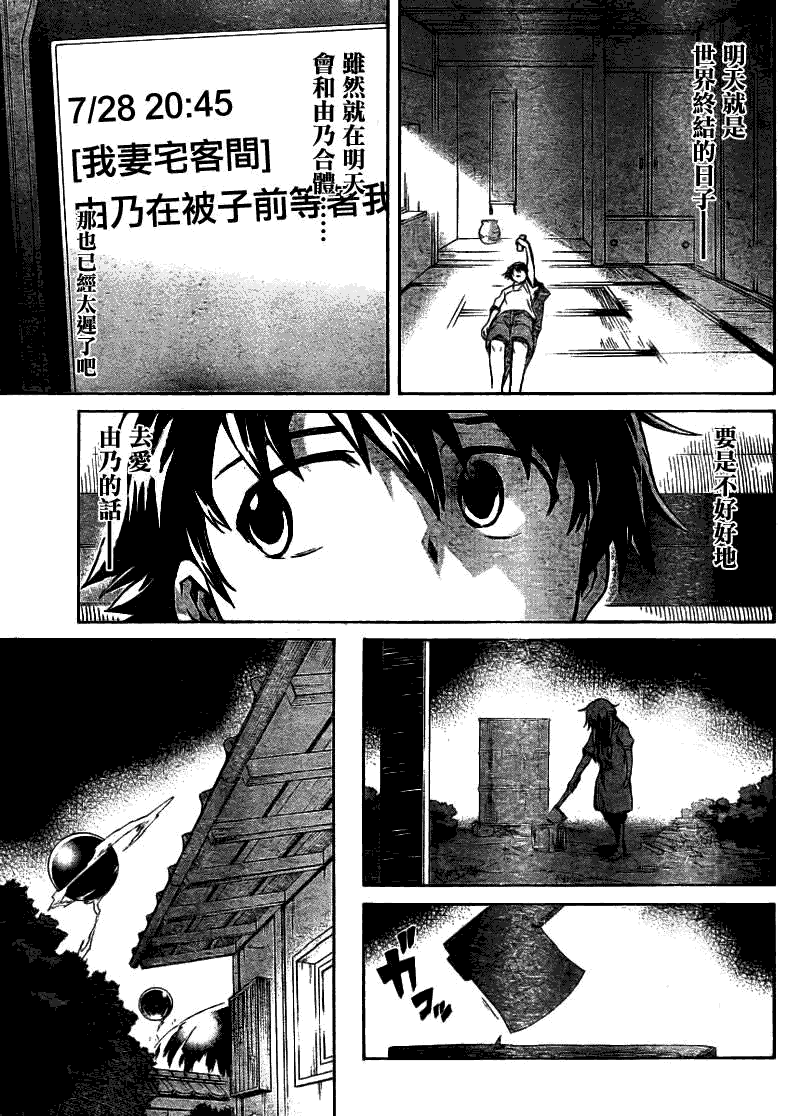 明天就是
世界終結的日子——
雖然就在明天
會和由乃合體……
7/28 20:45
[我妻宅客間]
由乃在被子前等著我
那也已經太遲了吧
要是不好好地
去愛
由乃的話——
ガコッ